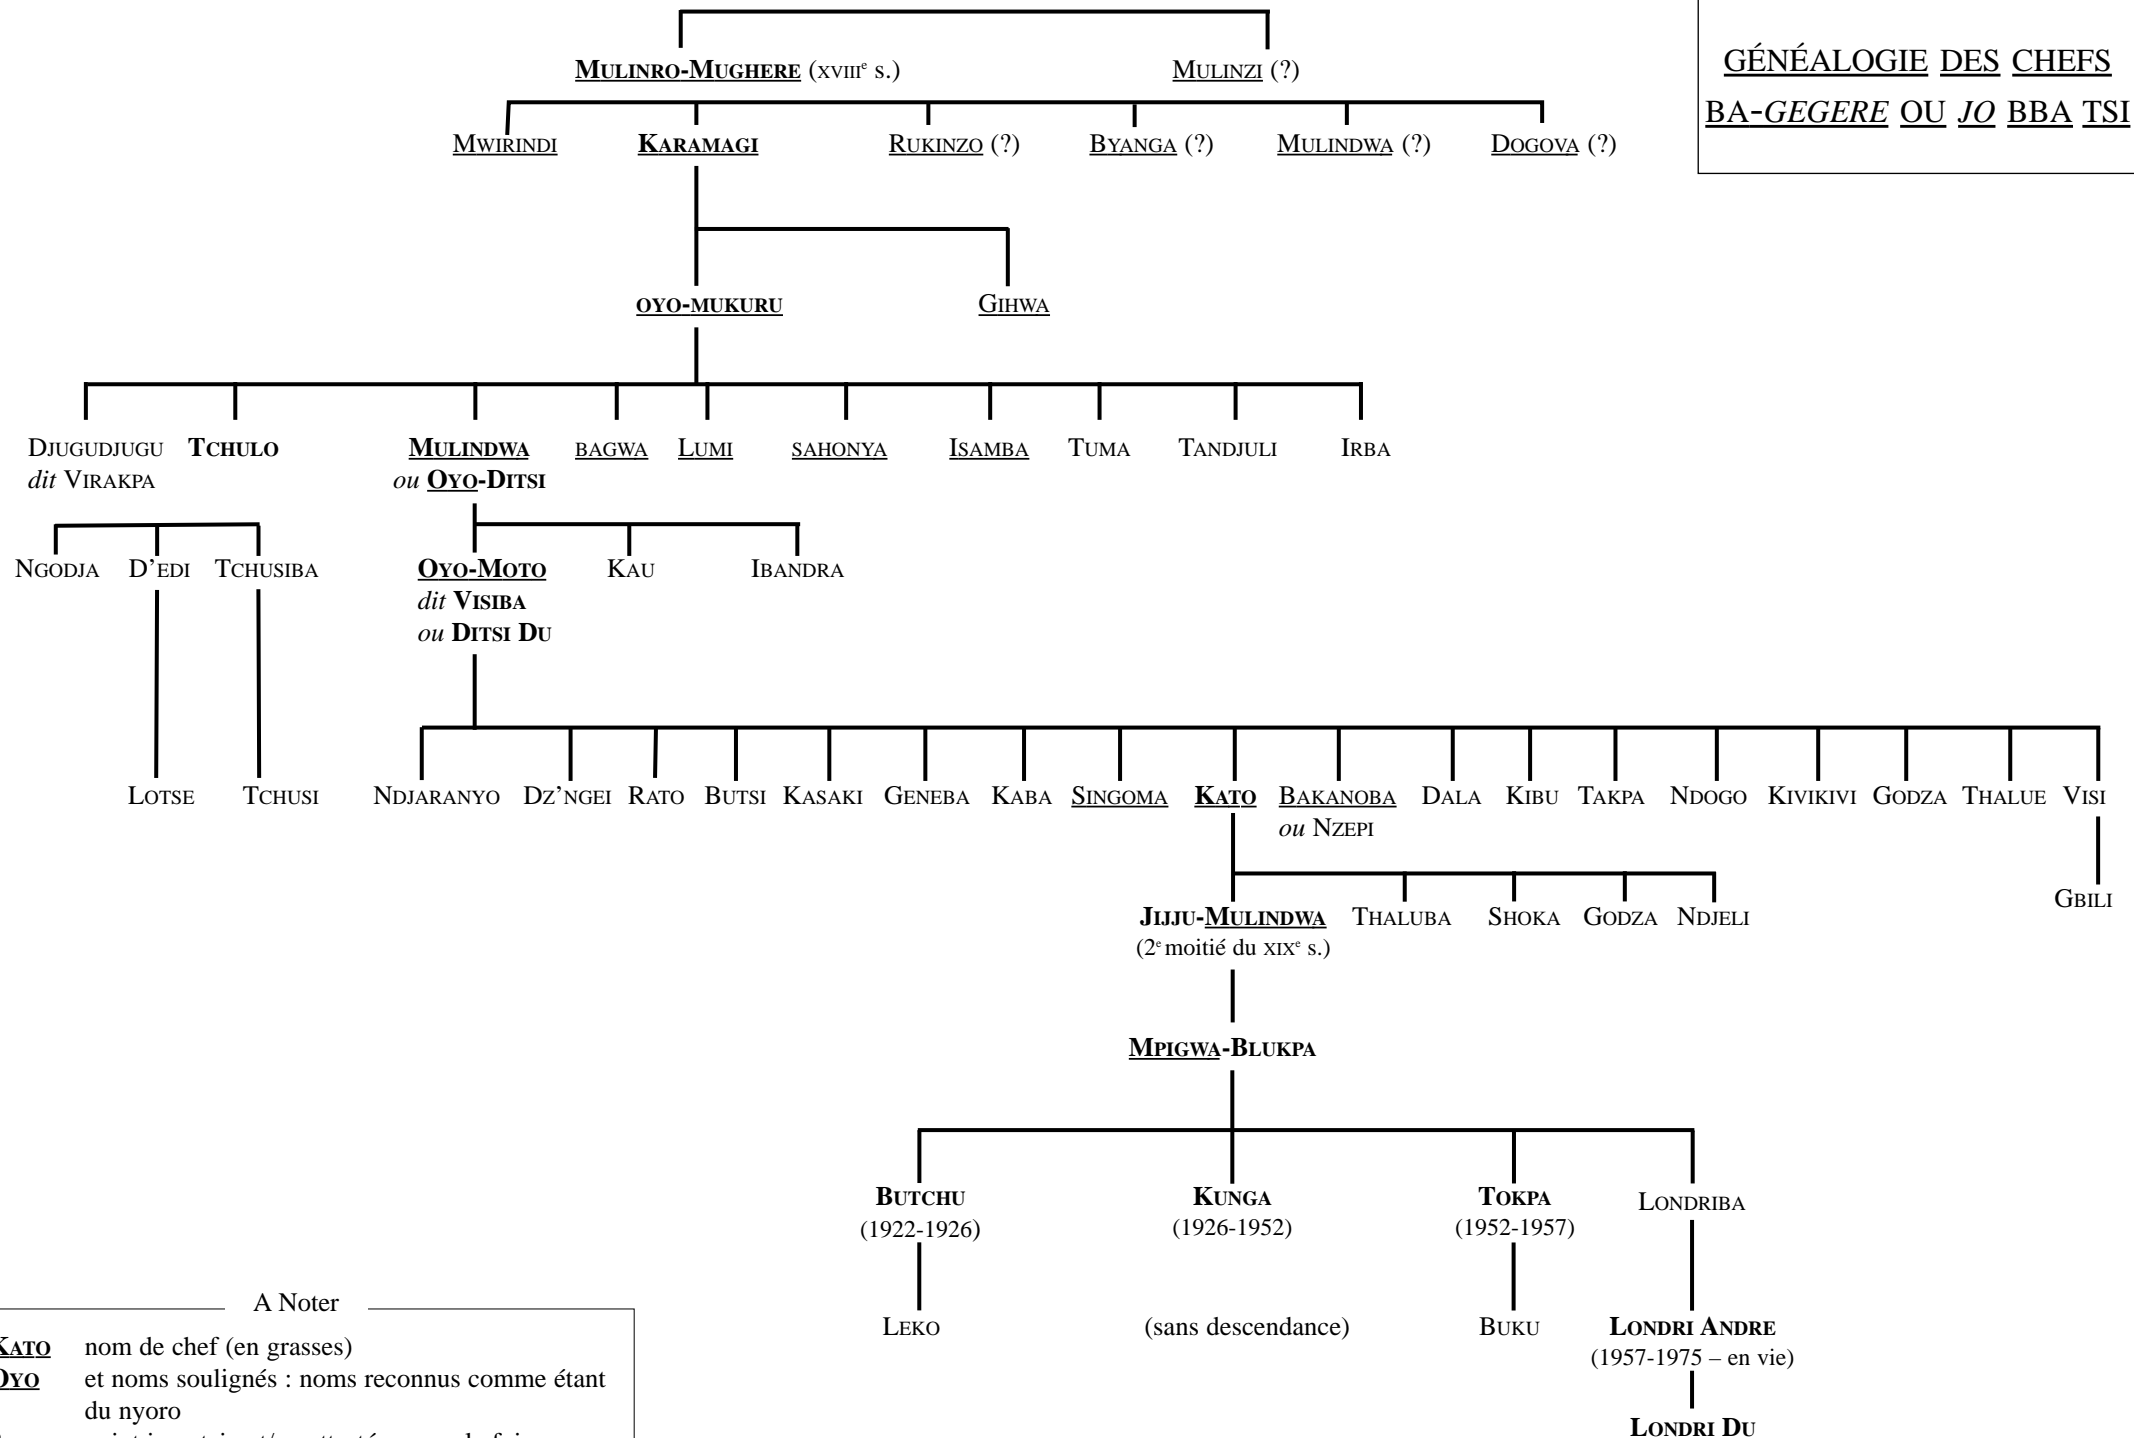 GÉNÉALOGIE DES CHEFS
BA-GEGERE OU JO BBA TSI
MULINRO-MUGHERE (XVIIIe s.) MULINZI (?)
MWIRINDI KARAMAGI RUKINZO (?) BYANGA (?) MULINDWA (?) DOGOVA (?)
OYO-MUKURU GIHWA
DJUGUDJUGU TCHULO MULINDWA BAGWA LUMI SAHONYA ISAMBA TUMA TANDJULI IRBA
dit VIRAKPA ou OYO-DITSI
NGODJA D'EDI TCHUSIBA OYO-MOTO KAU IBANDRA
dit VISIBA
ou DITSI DU
LOTSE TCHUSI NDJARANYO DZ'NGEI RATO BUTSI KASAKI GENEBA KABA SINGOMA KATO BAKANOBA DALA KIBU TAKPA NDOGO KIVIKIVI GODZA THALUE VISI
ou NZEPI
GBILI
JIJJU-MULINDWA THALUBA SHOKA GODZA NDJELI
(2e moitié du XIXe s.)
MPIGWA-BLUKPA
BUTCHU KUNGA TOKPA LONDRIBA
(1922-1926) (1926-1952) (1952-1957)
LEKO (sans descendance) BUKU LONDRI ANDRE
(1957-1975 – en vie)
LONDRI DU
A Noter
KATO nom de chef (en grasses)
OYO et noms soulignés : noms reconnus comme étant
du nyoro